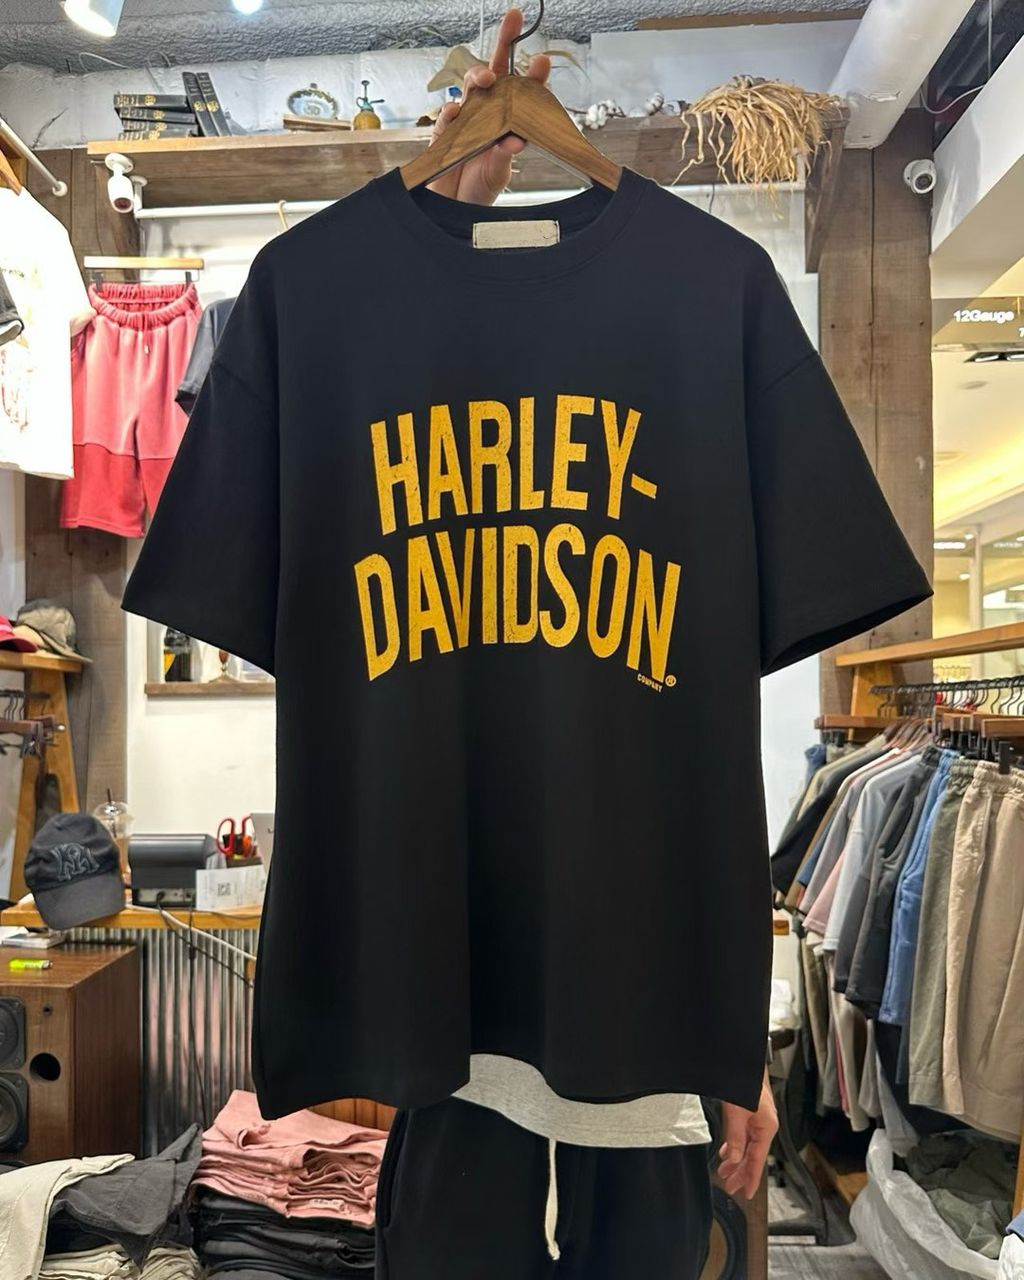 12Gauge
HARLEY-
DAVIDSON
COMPANY ®